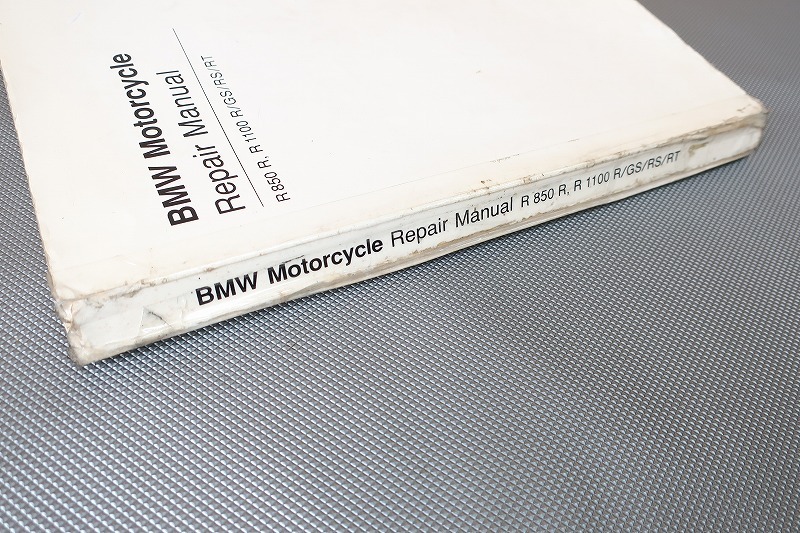 BMW Motorcycle
Repair Manual
R 850 R, R 1100 R/GS/RS/RT
BMW Motorcycle Repair Manual R 850 R, R 1100 R/GS/RS/RT